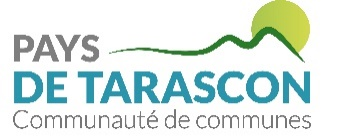 PAYS
DE TARASCON
Communauté de communes